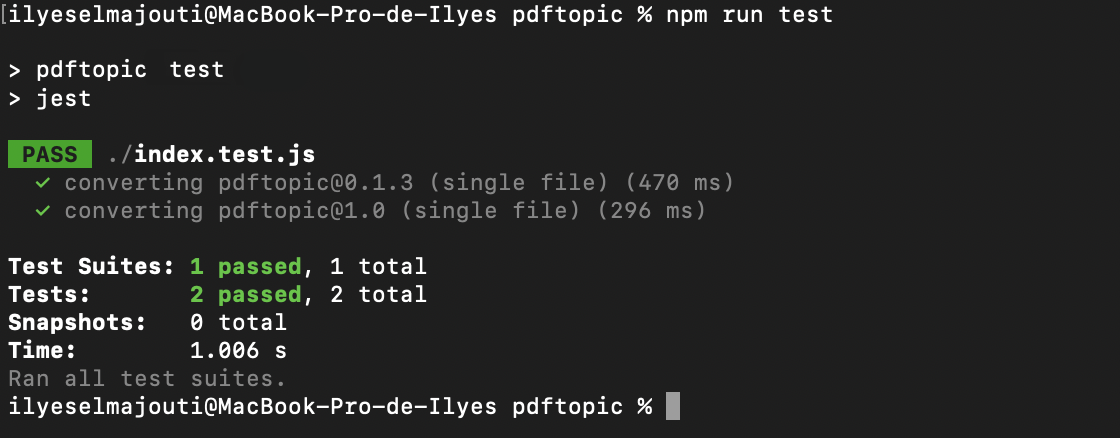 [ilyeselmajouti@MacBook-Pro-de-Ilyes pdftopic % npm run test
> pdftopic test
> jest
PASS ./index.test.js
✓ converting pdftopic@0.1.3 (single file) (470 ms)
✓ converting pdftopic@1.0 (single file) (296 ms)
Test Suites: 1 passed, 1 total
Tests: 2 passed, 2 total
Snapshots: 0 total
Time: 1.006 s
Ran all test suites.
ilyeselmajouti@MacBook-Pro-de-Ilyes pdftopic %